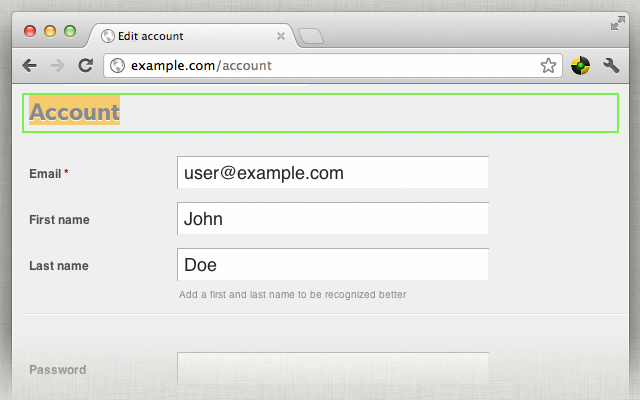 Edit account
example.com/account
Account
Email * user@example.com
First name John
Last name Doe
Add a first and last name to be recognized better
Password